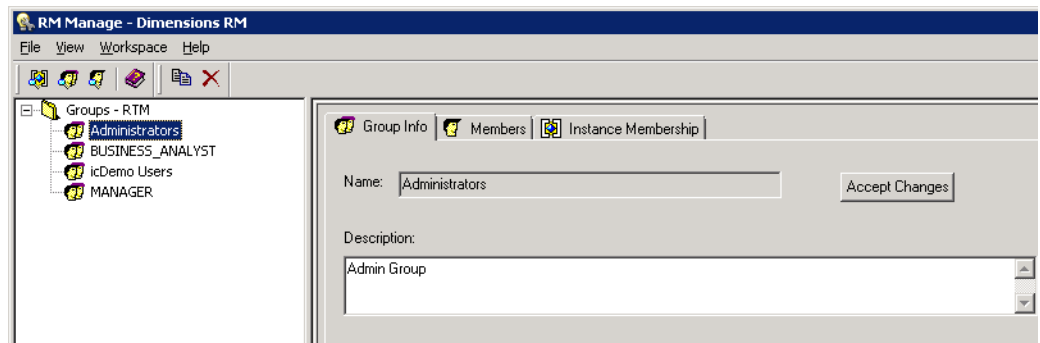 RM Manage - Dimensions RM
File View Workspace Help
Groups - RTM
Administrators
BUSINESS_ANALYST
icDemo Users
MANAGER
Group Info Members Instance Membership
Name: Administrators Accept Changes
Description:
Admin Group